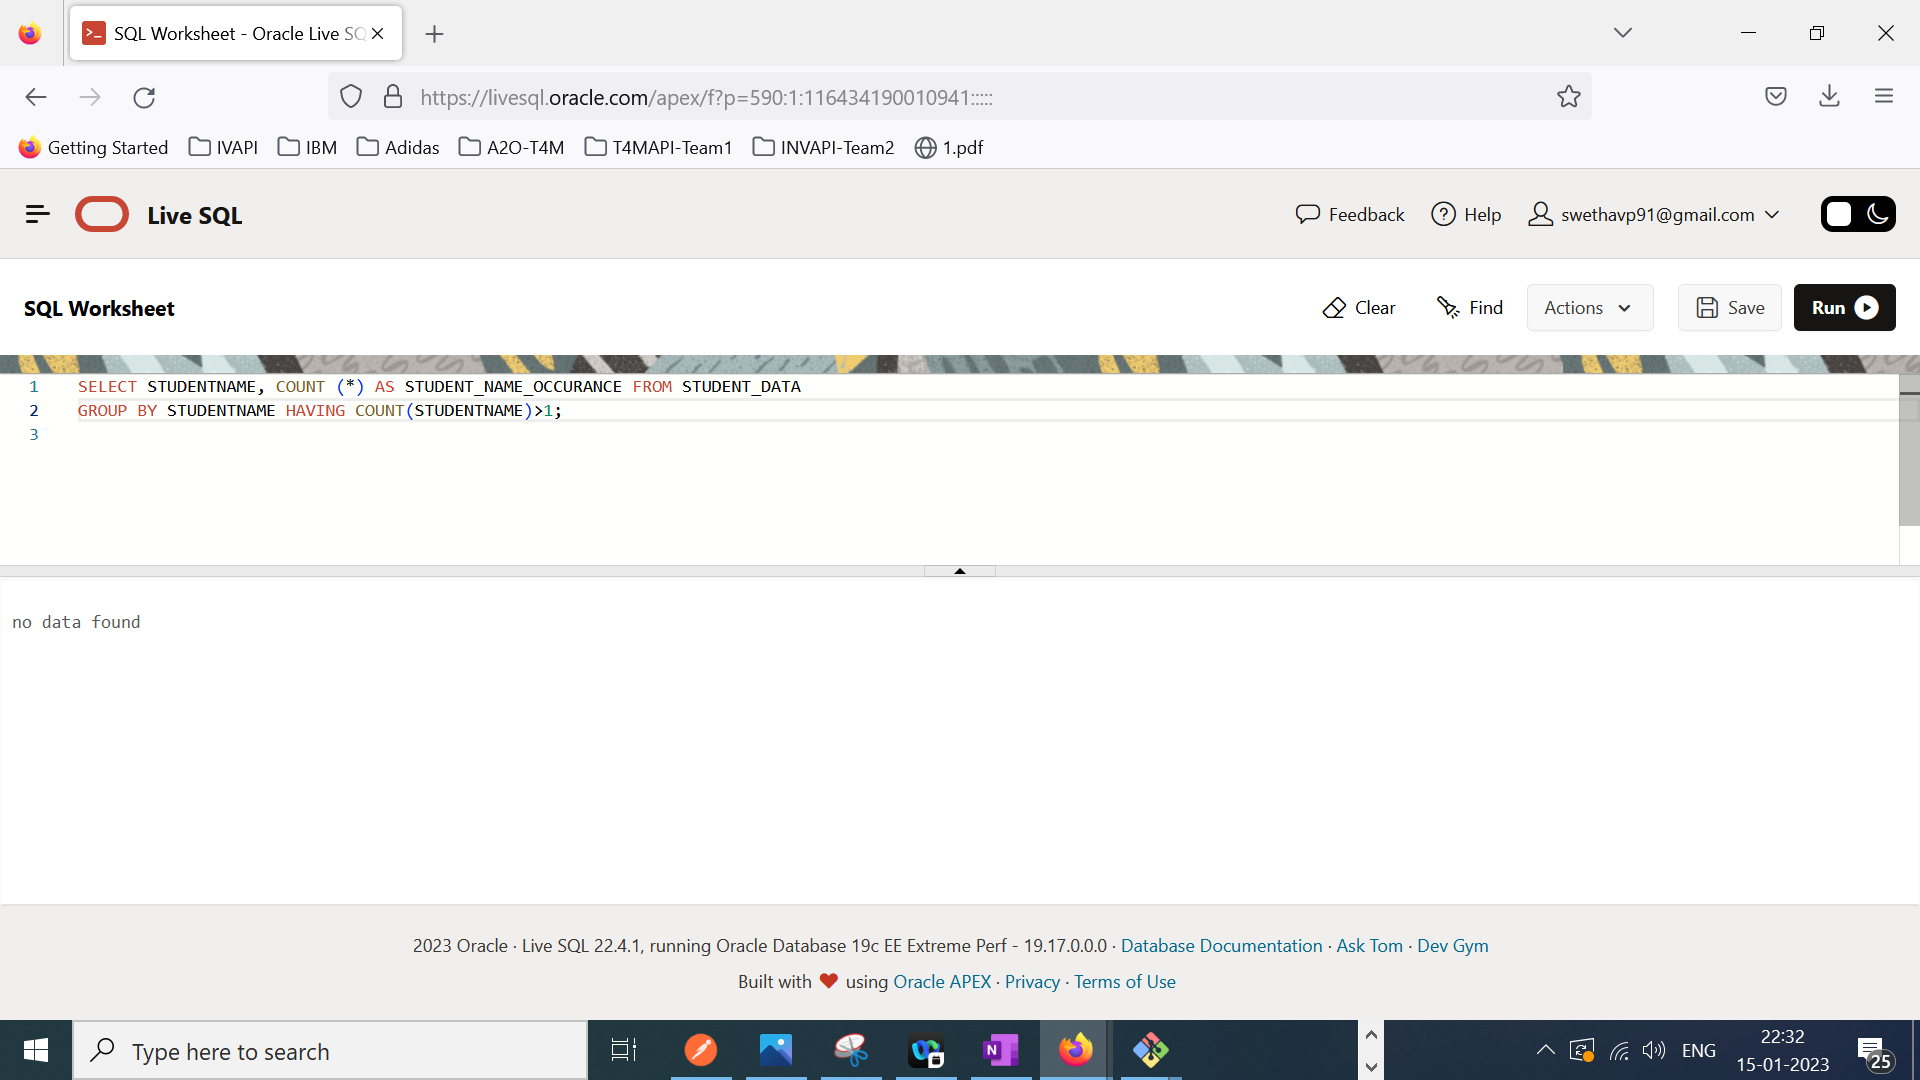 SQL Worksheet - Oracle Live SQ
https://livesql.oracle.com/apex/f?p=590:1:116434190010941:::::
Getting Started IVAPI IBM Adidas A2O-T4M T4MAPI-Team1 INVAPI-Team2 1.pdf
Live SQL Feedback Help swethavp91@gmail.com
SQL Worksheet Clear Find Actions Save Run
1 SELECT STUDENTNAME, COUNT (*) AS STUDENT_NAME_OCCURANCE FROM STUDENT_DATA
2 GROUP BY STUDENTNAME HAVING COUNT(STUDENTNAME)>1;
3
no data found
2023 Oracle · Live SQL 22.4.1, running Oracle Database 19c EE Extreme Perf - 19.17.0.0.0 · Database Documentation · Ask Tom · Dev Gym
Built with ❤ using Oracle APEX · Privacy · Terms of Use
Type here to search N ENG 22:32
15-01-2023 25